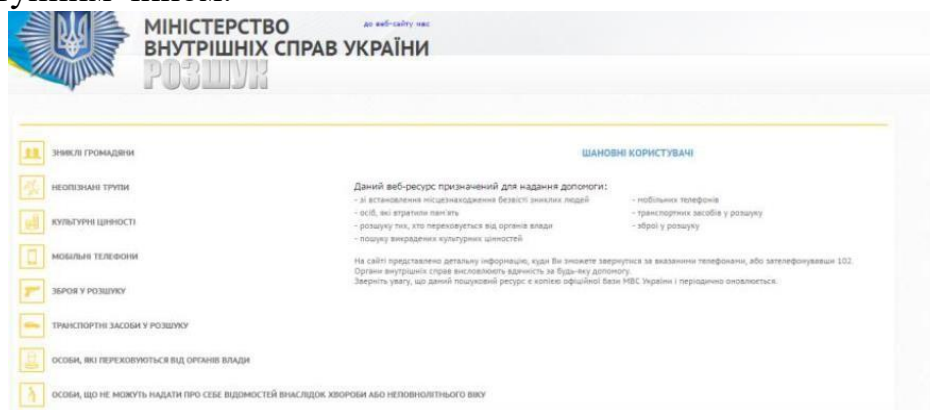 МІНІСТЕРСТВО
ВНУТРІШНІХ СПРАВ УКРАЇНИ
РОЗШУК
до веб-сайту мвс
ЗНИКЛІ ГРОМАДЯНИ
НЕОПІЗНАНІ ТРУПИ
КУЛЬТУРНІ ЦІННОСТІ
МОБІЛЬНІ ТЕЛЕФОНИ
ЗБРОЯ У РОЗШУКУ
ТРАНСПОРТНІ ЗАСОБИ У РОЗШУКУ
ОСОБИ, ЯКІ ПЕРЕХОВУЮТЬСЯ ВІД ОРГАНІВ ВЛАДИ
ОСОБИ, ЩО НЕ МОЖУТЬ НАДАТИ ПРО СЕБЕ ВІДОМОСТЕЙ ВНАСЛІДОК ХВОРОБИ АБО НЕПОВНОЛІТНЬОГО ВІКУ
ШАНОВНІ КОРИСТУВАЧІ
Даний веб-ресурс призначений для надання допомоги:
- зі встановлення місцезнаходження безвісті зниклих людей
- осіб, які втратили пам'ять
- розшуку тих, хто переховується від органів влади
- пошуку викрадених культурних цінностей
- мобільних телефонів
- транспортних засобів у розшуку
- зброї у розшуку
На сайті представлено детальну інформацію, куди Ви зможете звернутися за вказаними телефонами, або зателефонувавши 102.
Органи внутрішніх справ висловлюють вдячність за будь-яку допомогу.
Зверніть увагу, що даний пошуковий ресурс є копією офіційної бази МВС України і періодично оновлюється.